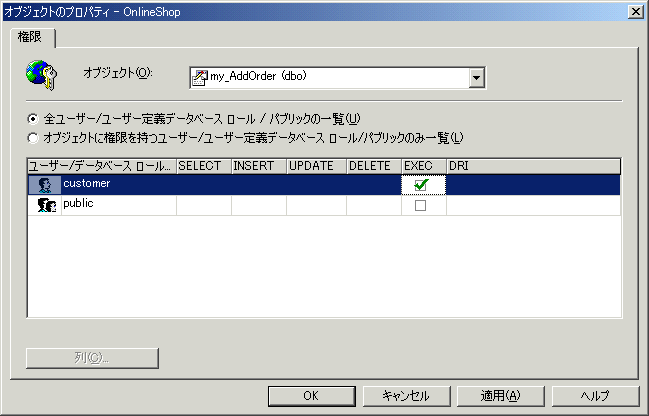 オブジェクトのプロパティ - OnlineShop
権限
オブジェクト(O): my_AddOrder (dbo)
全ユーザー/ユーザー定義データベース ロール / パブリックの一覧(U)
オブジェクトに権限を持つユーザー/ユーザー定義データベース ロール/パブリックのみ一覧(L)
ユーザー/データベース ロール... SELECT INSERT UPDATE DELETE EXEC DRI
customer
public
列(C)...
OK キャンセル 適用(A) ヘルプ